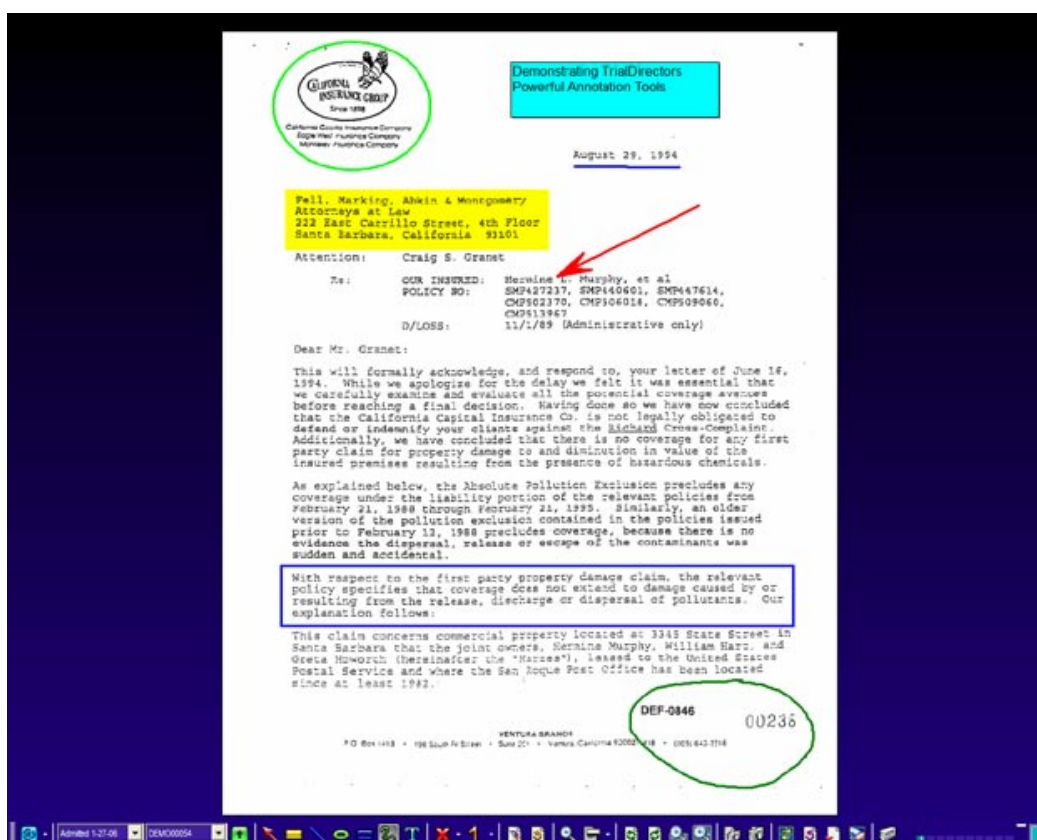 CALIFORNIA
INSURANCE GROUP
Since 1898
California Capital Insurance Company
Eagle West Insurance Company
Monterey Insurance Company
Demonstrating TrialDirectors
Powerful Annotation Tools
August 29, 1994
Fell, Marking, Abkin & Montgomery
Attorneys at Law
222 East Carrillo Street, 4th Floor
Santa Barbara, California 93101
Attention: Craig S. Granet
Re: OUR INSURED: Hermine L. Murphy, et al
POLICY NO: SMP427237, SMP440601, SMP447614,
CMP502370, CMP506014, CMP509060,
CMP513967
D/LOSS: 11/1/89 (Administrative only)
Dear Mr. Granet:
This will formally acknowledge, and respond to, your letter of June 16,
1994. While we apologize for the delay we felt it was essential that
we carefully examine and evaluate all the potential coverage avenues
before reaching a final decision. Having done so we have now concluded
that the California Capital Insurance Co. is not legally obligated to
defend or indemnify your clients against the Richard Cross-Complaint.
Additionally, we have concluded that there is no coverage for any first
party claim for property damage to and diminution in value of the
insured premises resulting from the presence of hazardous chemicals.
As explained below, the Absolute Pollution Exclusion precludes any
coverage under the liability portion of the relevant policies from
February 21, 1988 through February 21, 1995. Similarly, an older
version of the pollution exclusion contained in the policies issued
prior to February 12, 1988 precludes coverage, because there is no
evidence the dispersal, release or escape of the contaminants was
sudden and accidental.
With respect to the first party property damage claim, the relevant
policy specifies that coverage does not extend to damage caused by or
resulting from the release, discharge or dispersal of pollutants. Our
explanation follows:
This claim concerns commercial property located at 3345 State Street in
Santa Barbara that the joint owners, Hermine Murphy, William Harz, and
Greta Howorth (hereinafter the "Harzes"), leased to the United States
Postal Service and where the San Roque Post Office has been located
since at least 1982.
DEF-0846
00236
VENTURA BRANCH
P.O. Box • Street • Suite 201 • Ventura, California
Admitted 1-27-06
DEMO00054